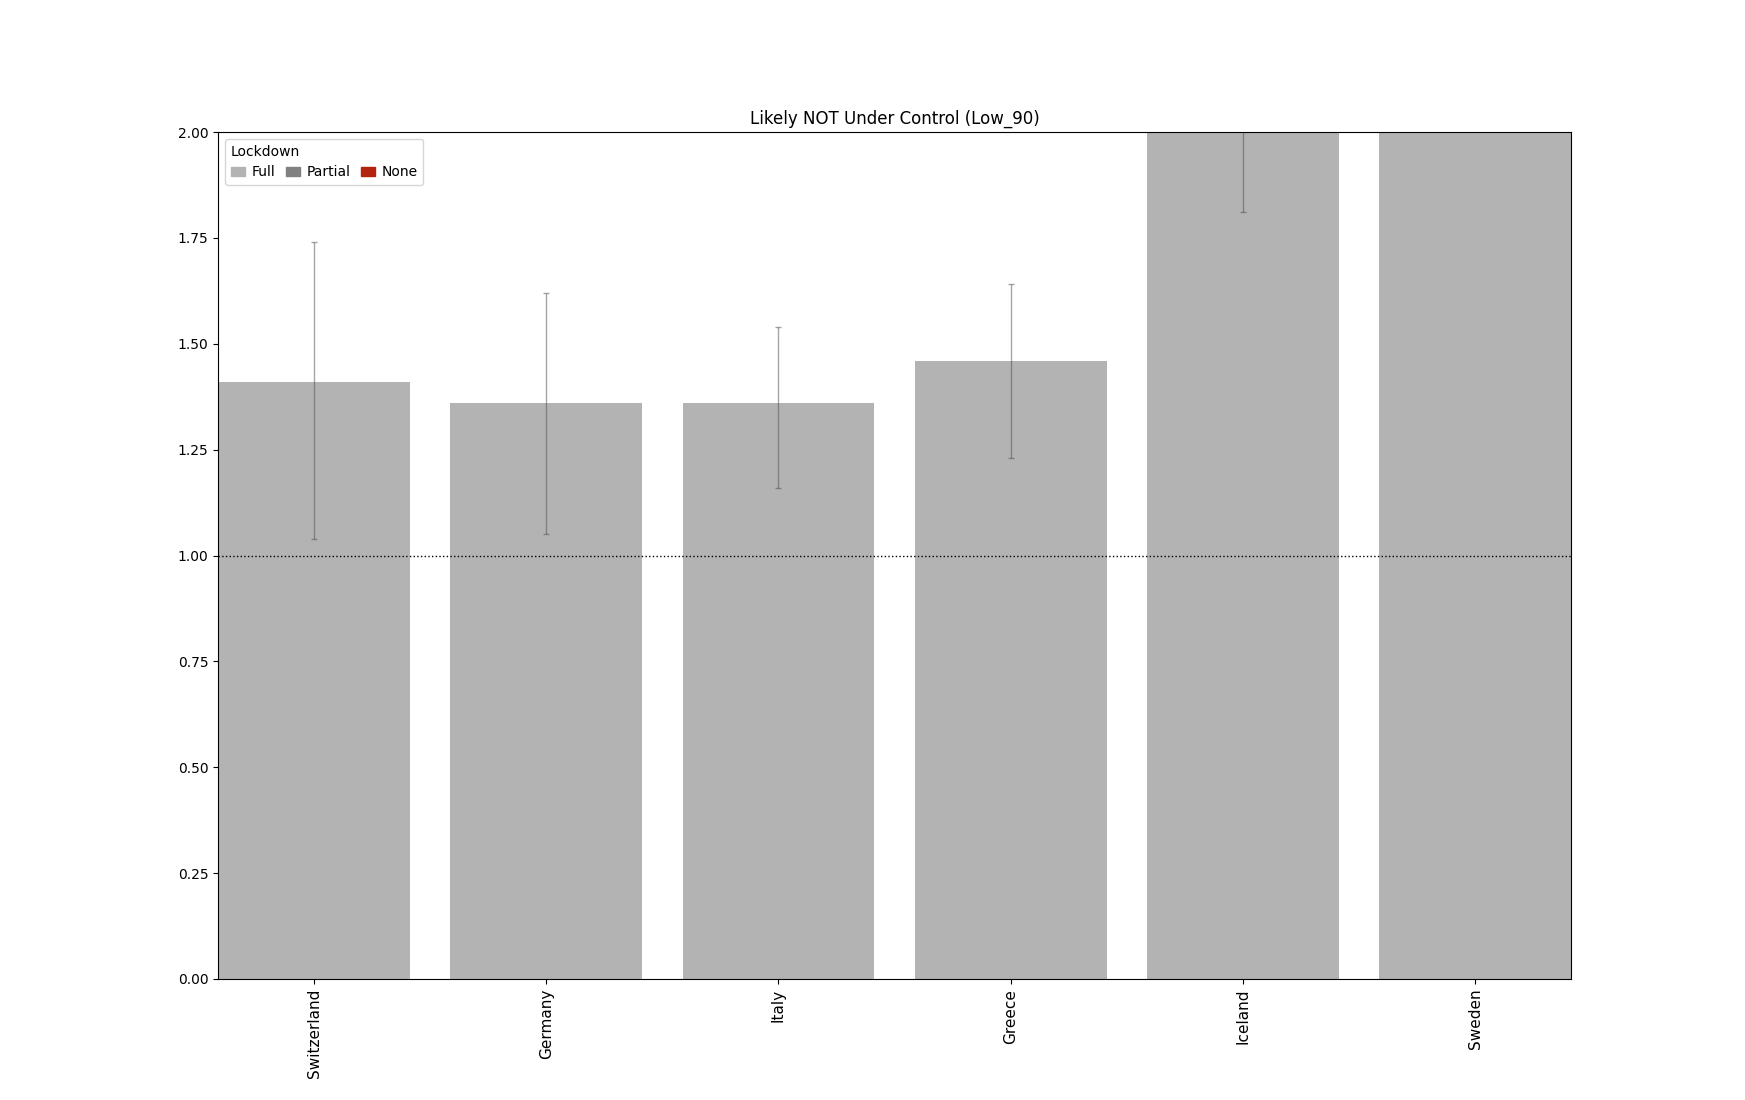 Likely NOT Under Control (Low_90)
Lockdown
Full Partial None
2.00
1.75
1.50
1.25
1.00
0.75
0.50
0.25
0.00
Switzerland
Germany
Italy
Greece
Iceland
Sweden